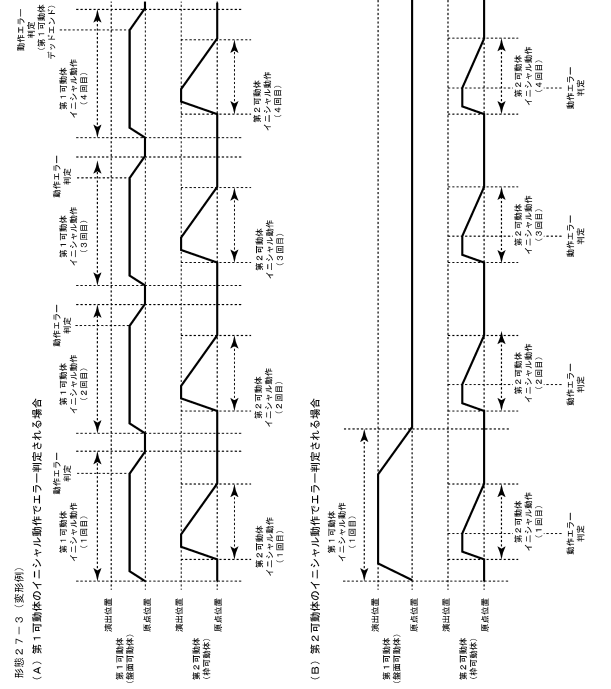 形態２７－３（変形例）
（Ａ）第１可動体のイニシャル動作でエラー判定される場合
第１可動体
イニシャル動作
（1回目）
動作エラー
判定
第１可動体
イニシャル動作
（2回目）
動作エラー
判定
第１可動体
イニシャル動作
（3回目）
動作エラー
判定
第１可動体
イニシャル動作
（4回目）
動作エラー
判定
（第１可動体
デッドエンド）
第１可動体
（盤面可動体）
演出位置
原点位置
第２可動体
（枠可動体）
演出位置
原点位置
第２可動体
イニシャル動作
（1回目）
第２可動体
イニシャル動作
（2回目）
第２可動体
イニシャル動作
（3回目）
第２可動体
イニシャル動作
（4回目）
（Ｂ）第２可動体のイニシャル動作でエラー判定される場合
第１可動体
イニシャル動作
（1回目）
第１可動体
（盤面可動体）
演出位置
原点位置
第２可動体
（枠可動体）
演出位置
原点位置
第２可動体
イニシャル動作
（1回目）
動作エラー
判定
第２可動体
イニシャル動作
（2回目）
動作エラー
判定
第２可動体
イニシャル動作
（3回目）
動作エラー
判定
第２可動体
イニシャル動作
（4回目）
動作エラー
判定